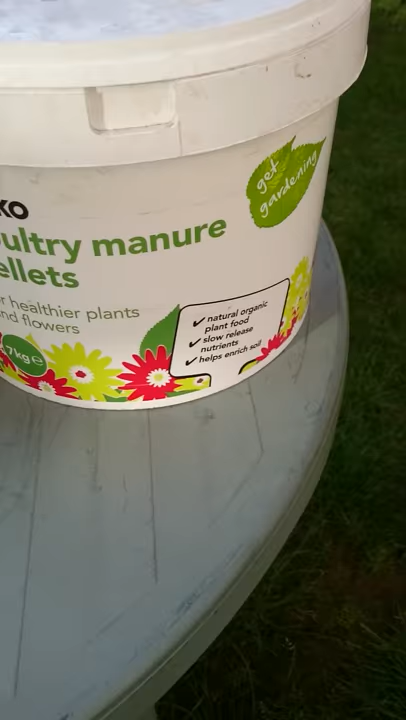 ko
ultry manure
ellets
r healthier plants
nd flowers
7kg e
get
gardening
✓ natural organic
plant food
✓ slow release
nutrients
✓ helps enrich soil